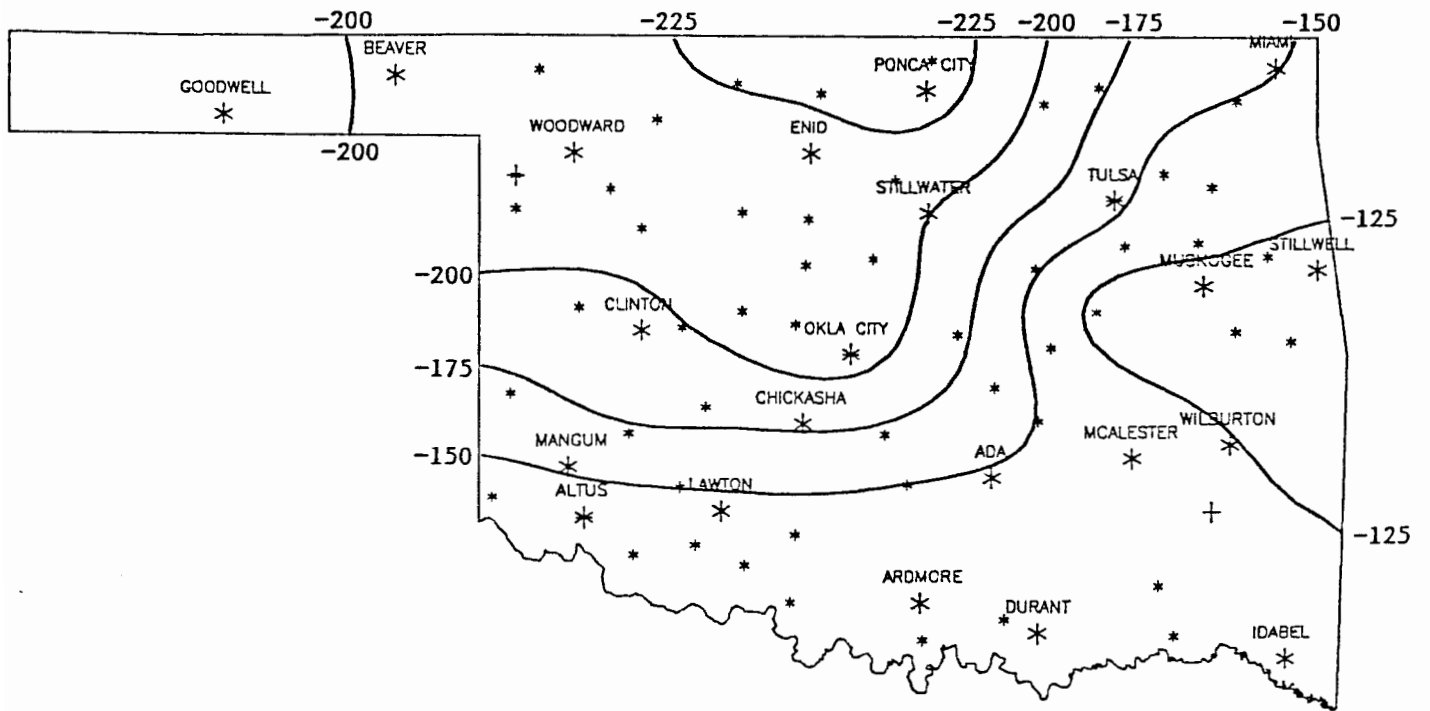 -200
-225
-225
-200
-175
-150
BEAVER
PONCA CITY
MIAMI
GOODWELL
WOODWARD
ENID
-200
TULSA
STILLWATER
-125
STILLWELL
MUSKOGEE
-200
CLINTON
OKLA CITY
-175
CHICKASHA
WILBURTON
MCALESTER
MANGUM
-150
ADA
ALTUS
LAWTON
-125
ARDMORE
DURANT
IDABEL